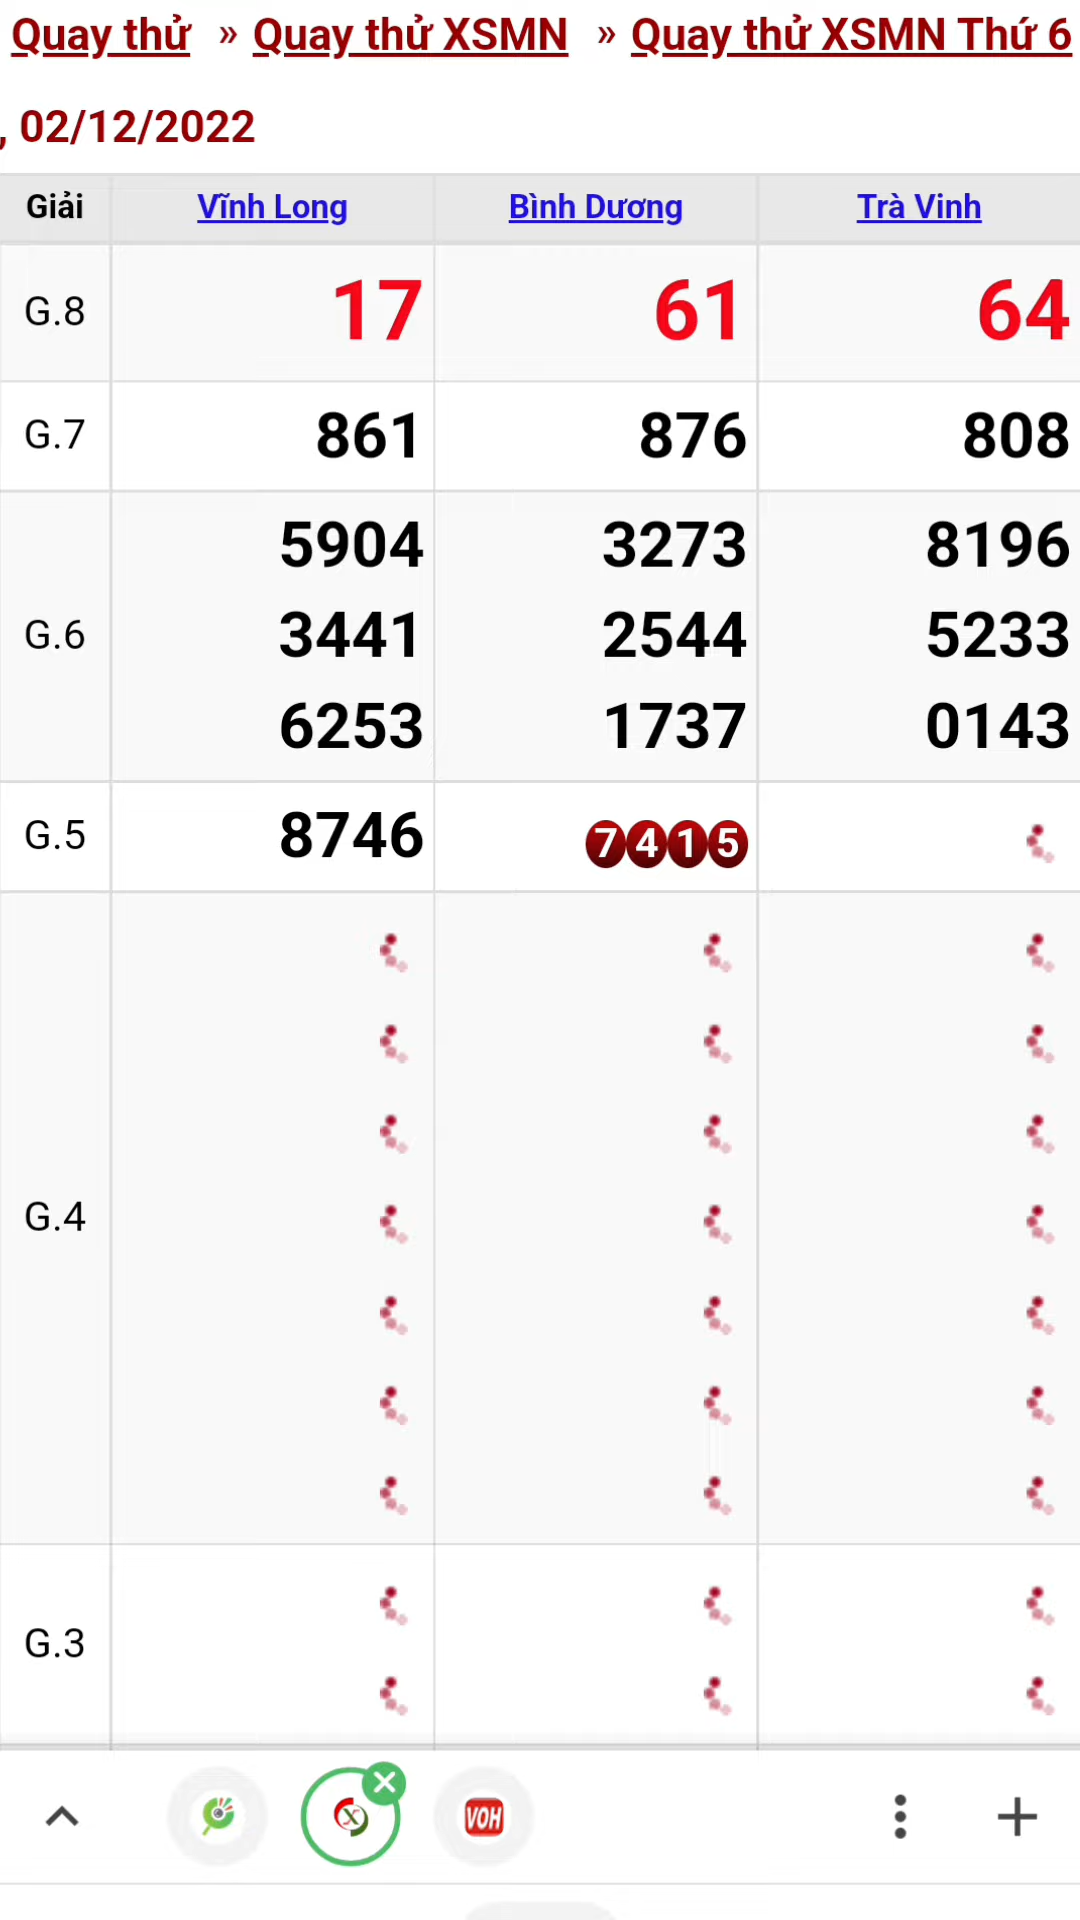 Quay thử » Quay thử XSMN » Quay thử XSMN Thứ 6
, 02/12/2022
Giải Vĩnh Long Bình Dương Trà Vinh
G.8 17 61 64
G.7 861 876 808
5904 3273 8196
G.6 3441 2544 5233
6253 1737 0143
G.5 8746 7415
G.4
G.3
X VOH